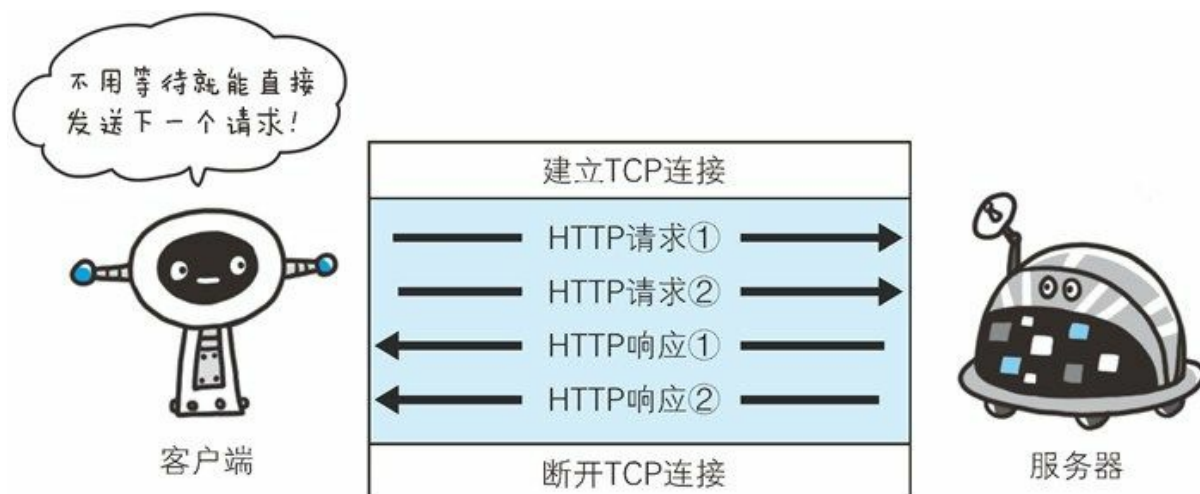 不用等待就能直接
发送下一个请求!
建立TCP连接
HTTP请求①
HTTP请求②
HTTP响应①
HTTP响应②
断开TCP连接
客户端
服务器